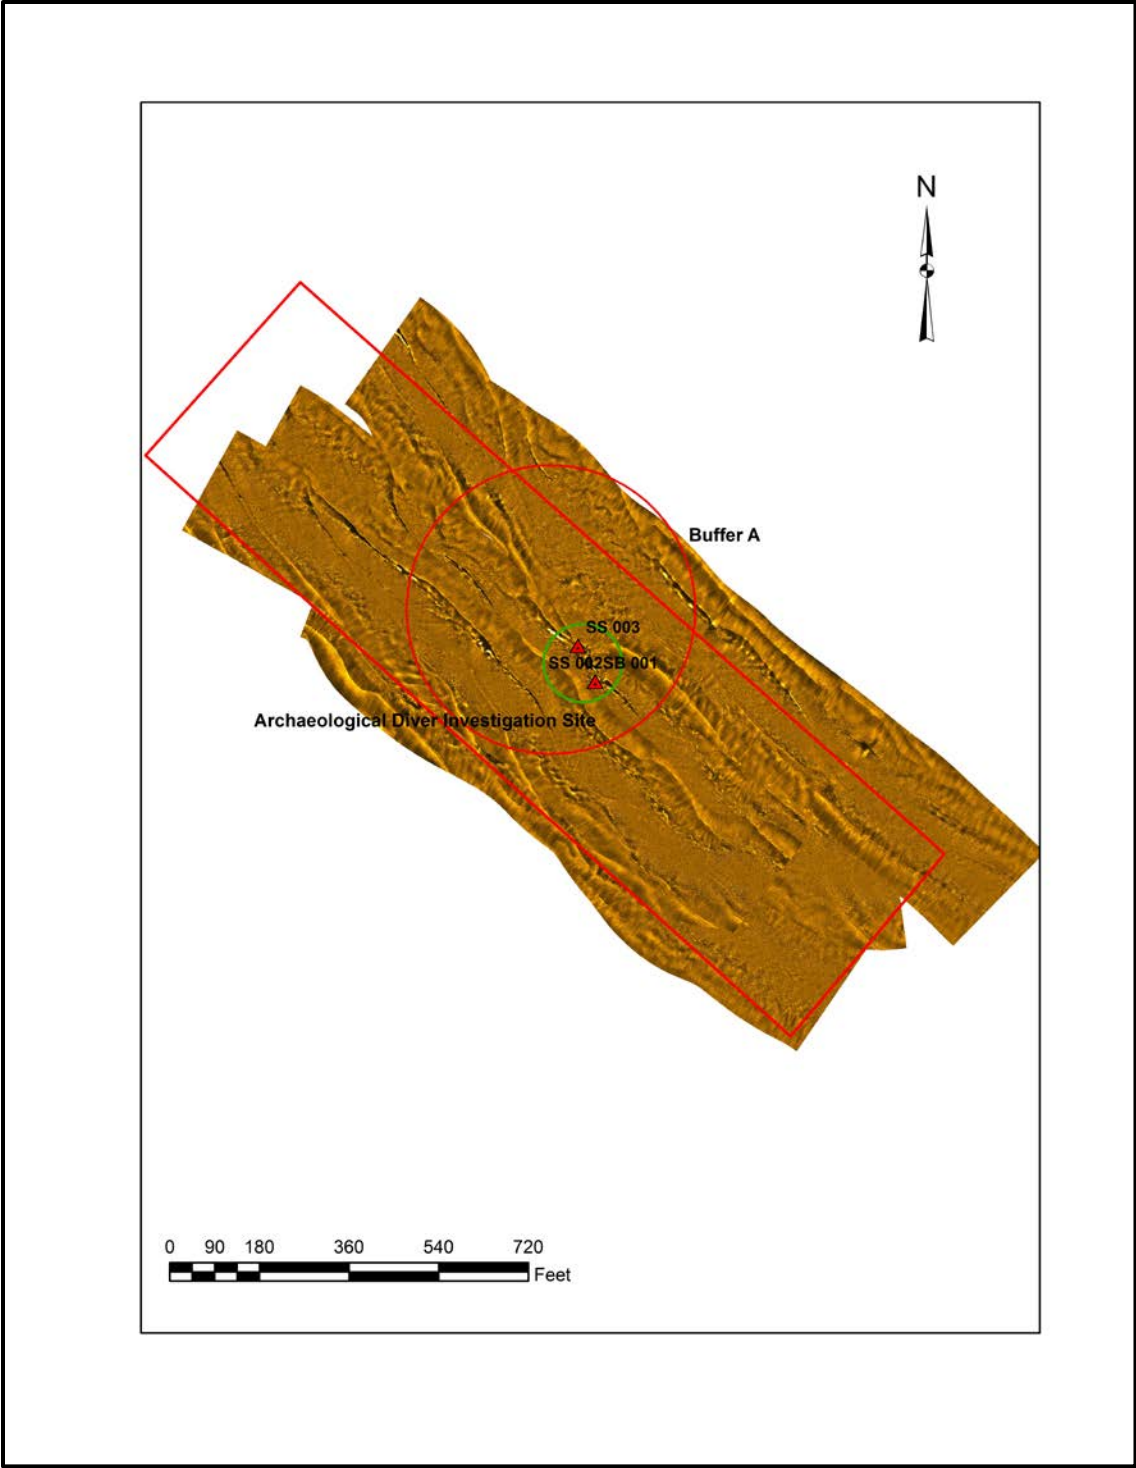 N
Buffer A
SS 003
SS 002SB 001
Archaeological Diver Investigation Site
0 90 180 360 540 720
Feet